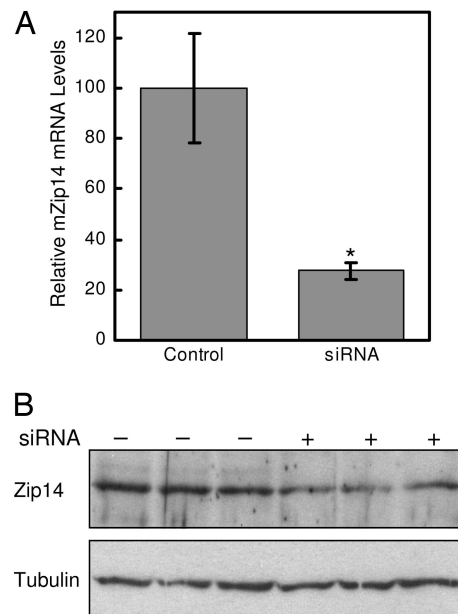 A
Relative mZip14 mRNA Levels
120
100
80
60
40
20
0
*
Control siRNA
B
siRNA − − − + + +
Zip14
Tubulin